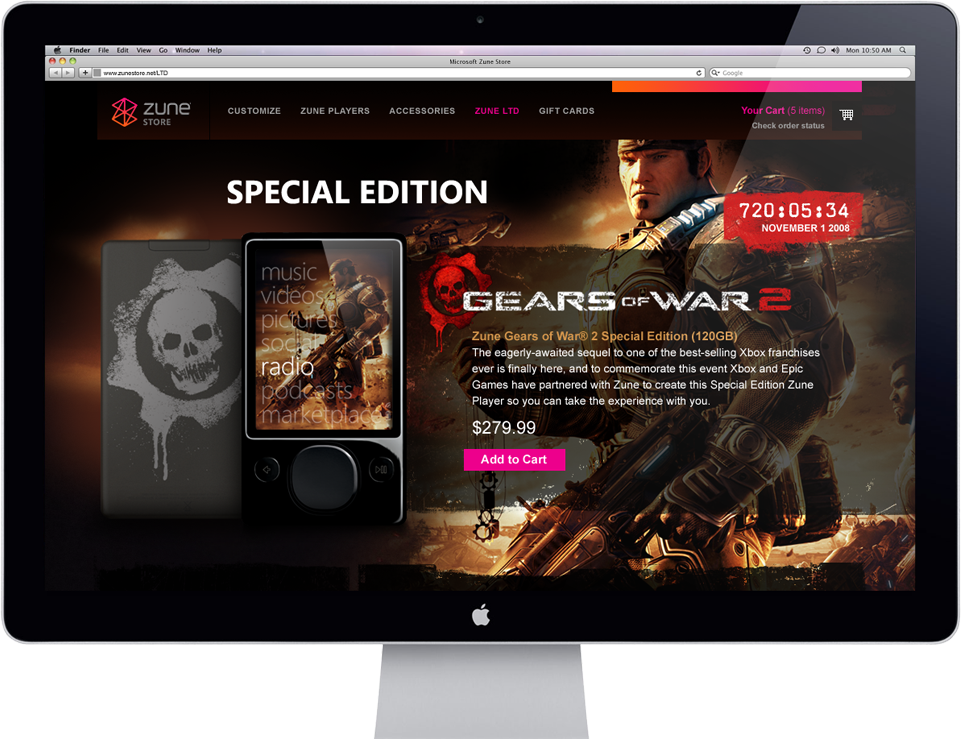 Finder File Edit View Go Window Help
Mon 10:50 AM
Microsoft Zune Store
www.zunestore.net/LTD
Google
zune
STORE
CUSTOMIZE
ZUNE PLAYERS
ACCESSORIES
ZUNE LTD
GIFT CARDS
Your Cart (5 items)
Check order status
SPECIAL EDITION
720:05:34
NOVEMBER 1 2008
music
videos
pictures
social
radio
podcasts
marketplace
GEARS OF WAR 2
Zune Gears of War® 2 Special Edition (120GB)
The eagerly-awaited sequel to one of the best-selling Xbox franchises
ever is finally here, and to commemorate this event Xbox and Epic
Games have partnered with Zune to create this Special Edition Zune
Player so you can take the experience with you.
$279.99
Add to Cart